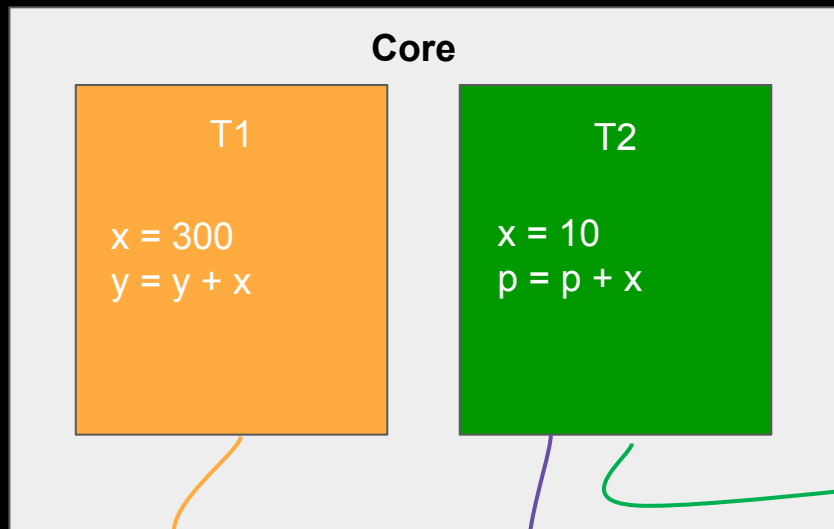 Core
T1
x = 300
y = y + x
T2
x = 10
p = p + x